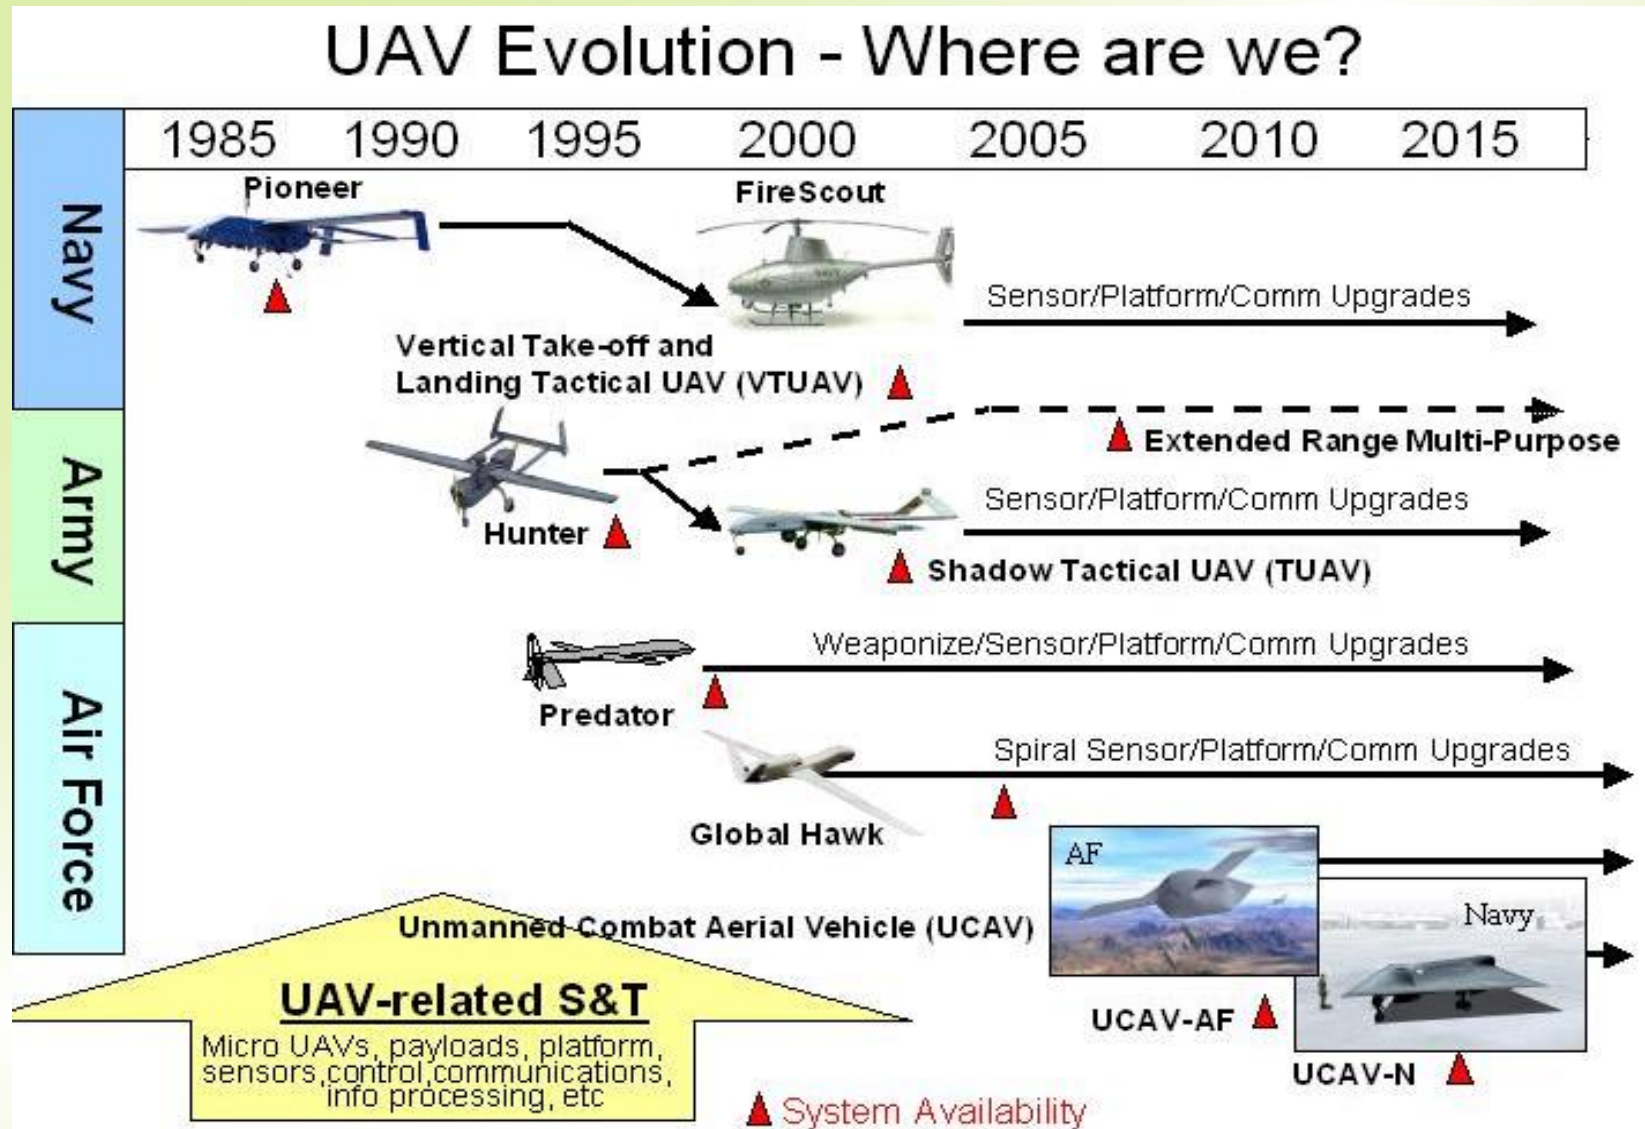 UAV Evolution - Where are we?
1985 1990 1995 2000 2005 2010 2015
Navy
Pioneer
FireScout
Sensor/Platform/Comm Upgrades
Vertical Take-off and
Landing Tactical UAV (VTUAV)
Army
Extended Range Multi-Purpose
Hunter
Sensor/Platform/Comm Upgrades
Shadow Tactical UAV (TUAV)
Air Force
Weaponize/Sensor/Platform/Comm Upgrades
Predator
Spiral Sensor/Platform/Comm Upgrades
Global Hawk
AF
Unmanned Combat Aerial Vehicle (UCAV)
Navy
UCAV-AF
UCAV-N
UAV-related S&T
Micro UAVs, payloads, platform,
sensors,control,communications,
info processing, etc
System Availability